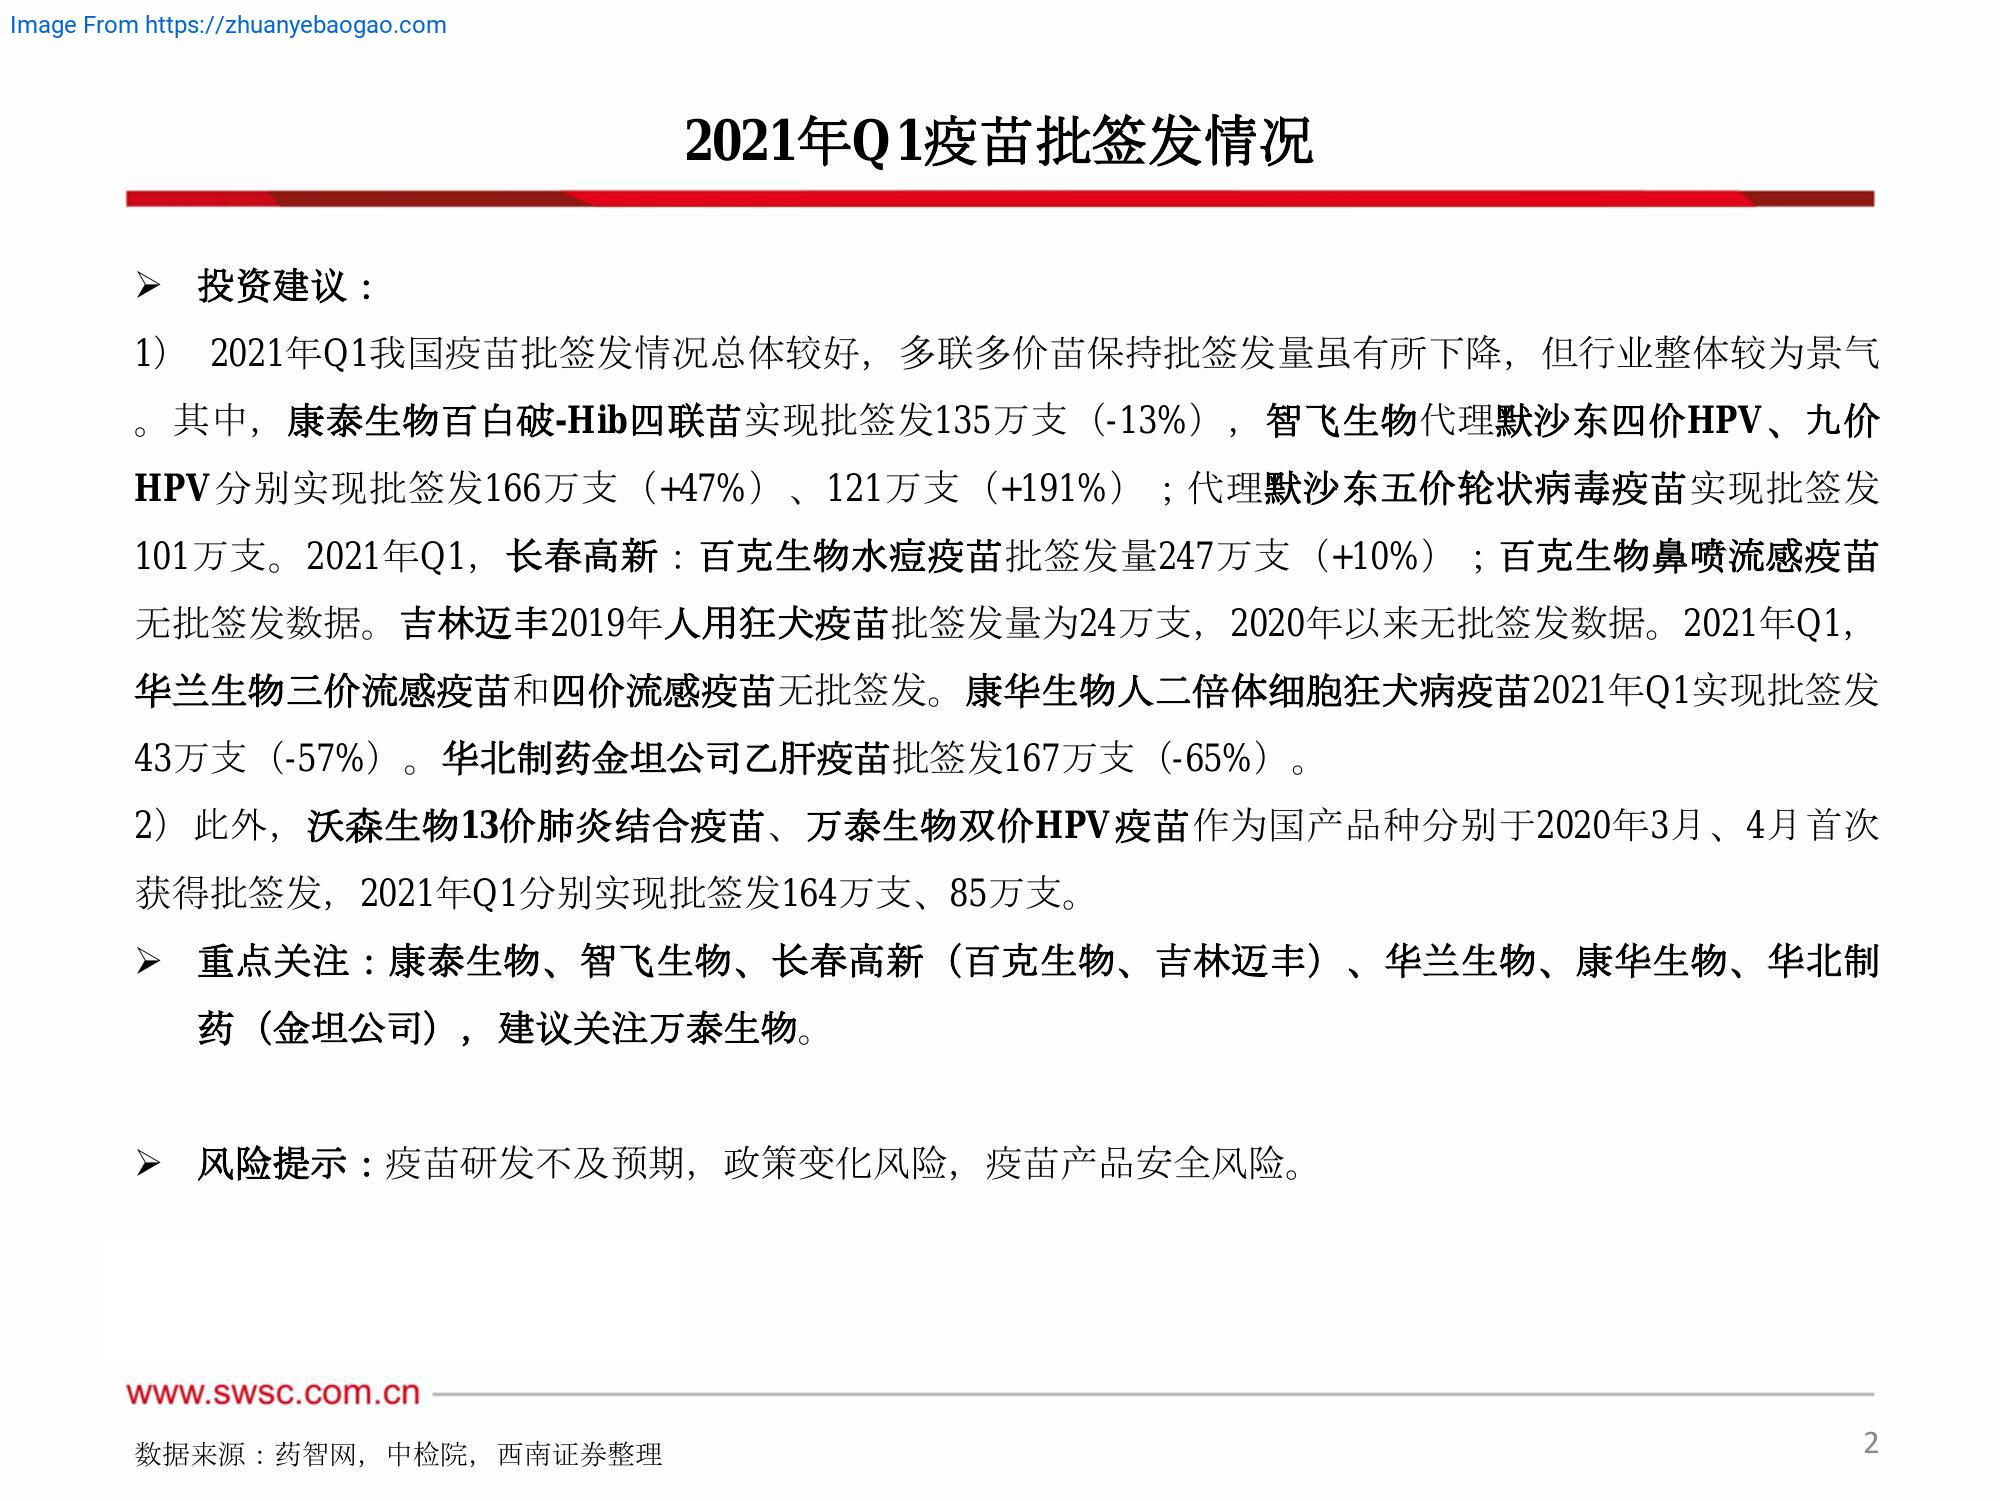 Image From https://zhuanyebaogao.com
2021年Q1疫苗批签发情况
➢ 投资建议：
1） 2021年Q1我国疫苗批签发情况总体较好，多联多价苗保持批签发量虽有所下降，但行业整体较为景气
。其中，康泰生物百白破-Hib四联苗实现批签发135万支（-13%），智飞生物代理默沙东四价HPV、九价
HPV分别实现批签发166万支（+47%）、121万支（+191%）；代理默沙东五价轮状病毒疫苗实现批签发
101万支。2021年Q1，长春高新：百克生物水痘疫苗批签发量247万支（+10%）；百克生物鼻喷流感疫苗
无批签发数据。吉林迈丰2019年人用狂犬疫苗批签发量为24万支，2020年以来无批签发数据。2021年Q1，
华兰生物三价流感疫苗和四价流感疫苗无批签发。康华生物人二倍体细胞狂犬病疫苗2021年Q1实现批签发
43万支（-57%）。华北制药金坦公司乙肝疫苗批签发167万支（-65%）。
2）此外，沃森生物13价肺炎结合疫苗、万泰生物双价HPV疫苗作为国产品种分别于2020年3月、4月首次
获得批签发，2021年Q1分别实现批签发164万支、85万支。
➢ 重点关注：康泰生物、智飞生物、长春高新（百克生物、吉林迈丰）、华兰生物、康华生物、华北制
药（金坦公司），建议关注万泰生物。
➢ 风险提示：疫苗研发不及预期，政策变化风险，疫苗产品安全风险。
www.swsc.com.cn
数据来源：药智网，中检院，西南证券整理
2